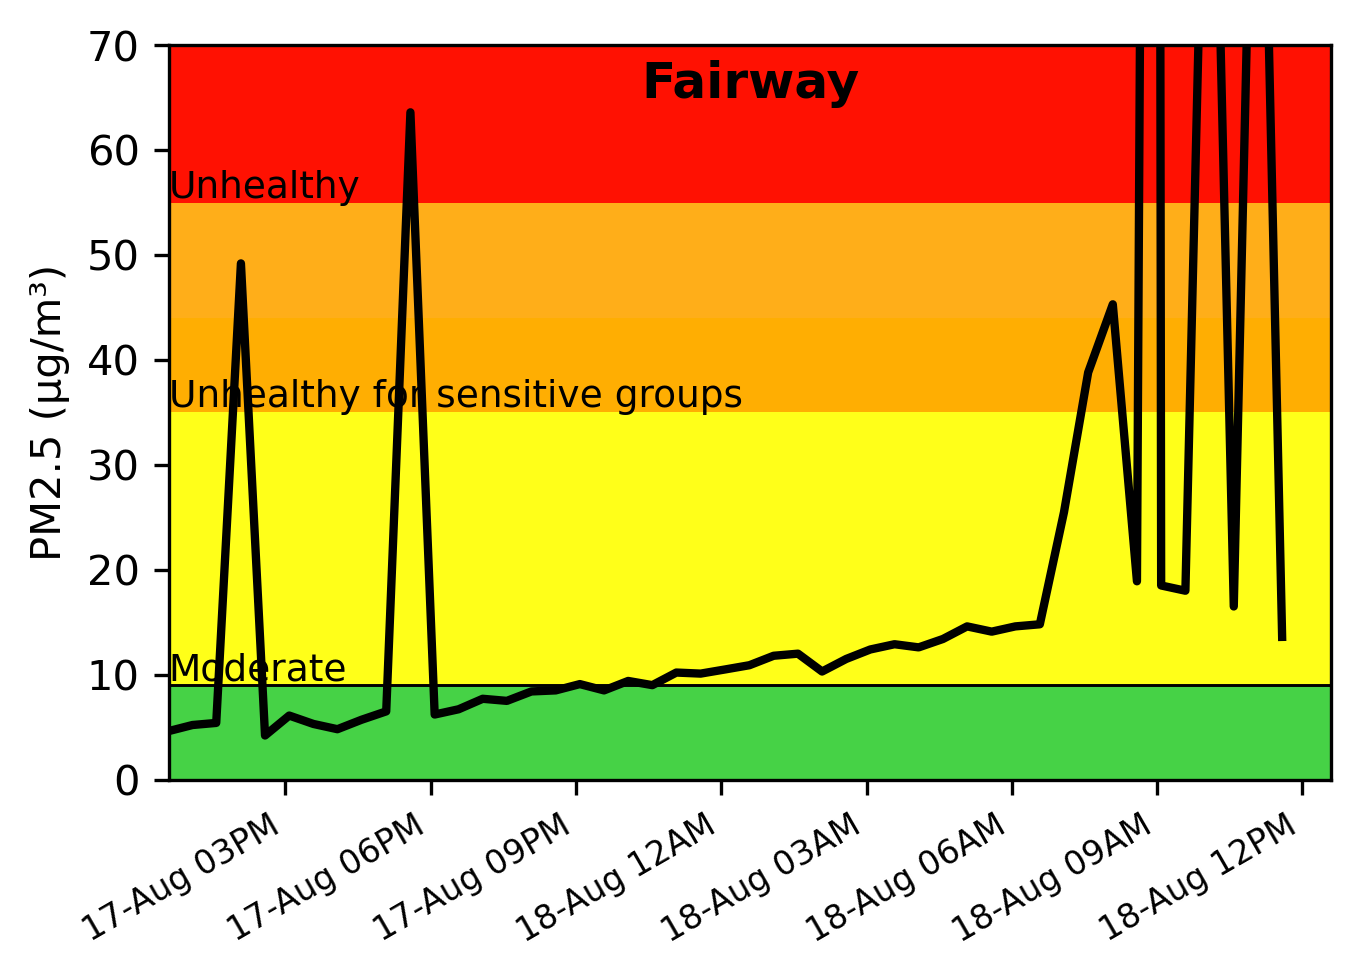 Fairway
70
60
50
40
30
20
10
0
PM2.5 (µg/m³)
Unhealthy
Unhealthy for sensitive groups
Moderate
17-Aug 03PM
17-Aug 06PM
17-Aug 09PM
18-Aug 12AM
18-Aug 03AM
18-Aug 06AM
18-Aug 09AM
18-Aug 12PM